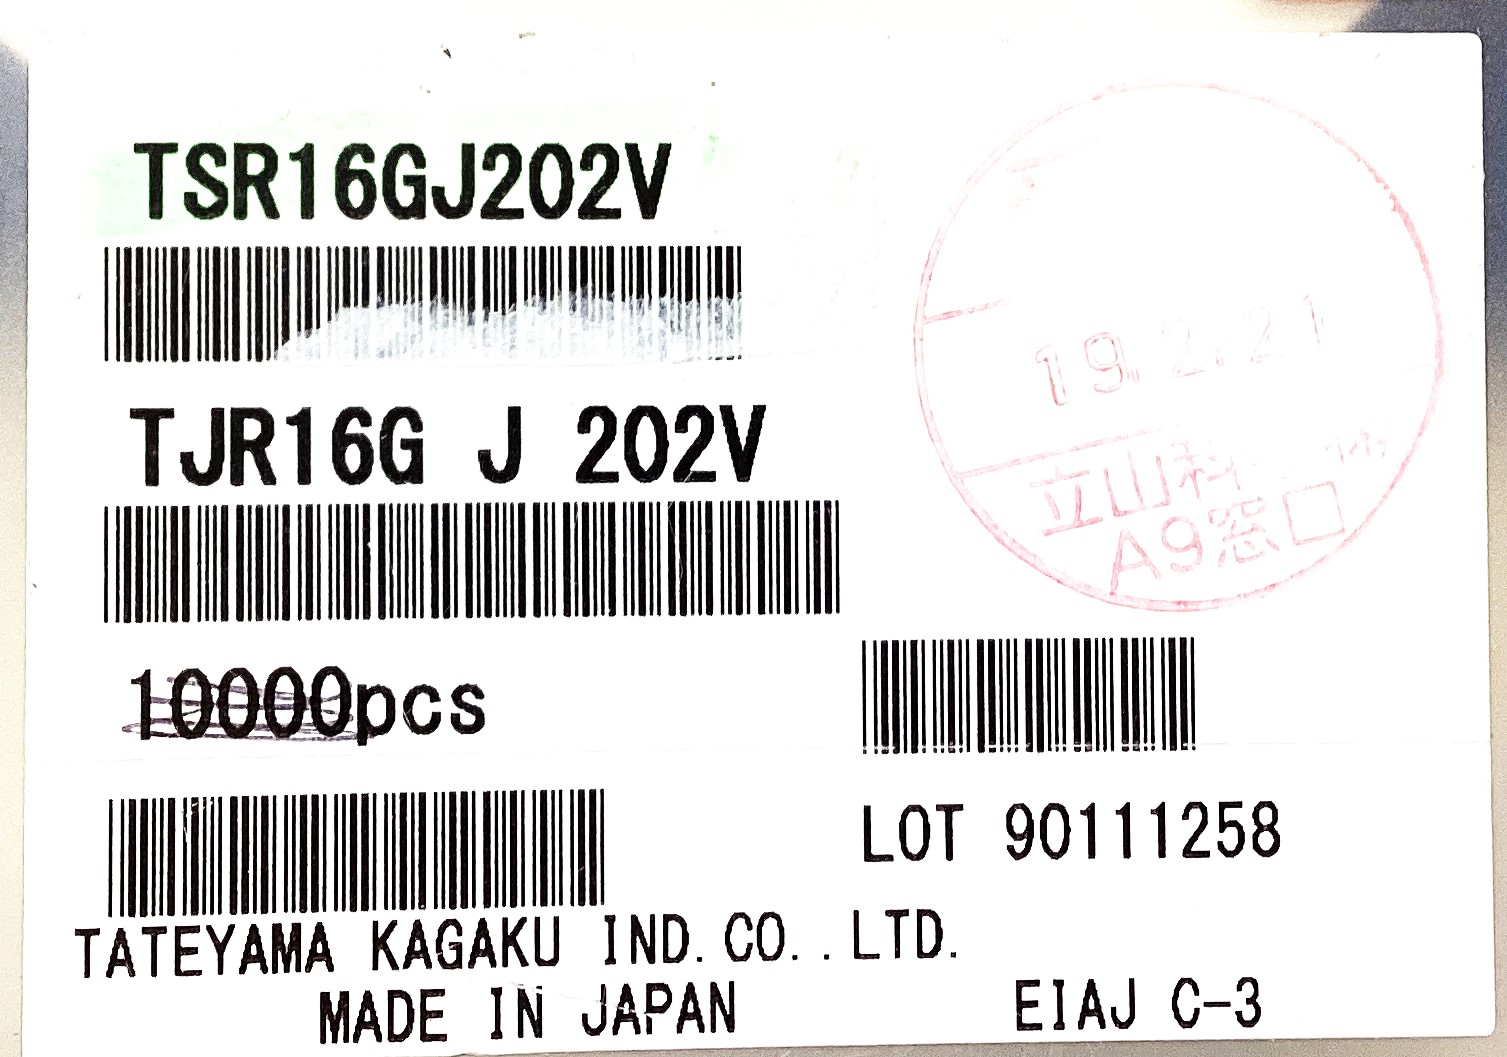 TSR16GJ202V
TJR16G J 202V
10000pcs
LOT 90111258
TATEYAMA KAGAKU IND.CO..LTD.
MADE IN JAPAN
EIAJ C-3
19.2.21
立山科
A9窓口